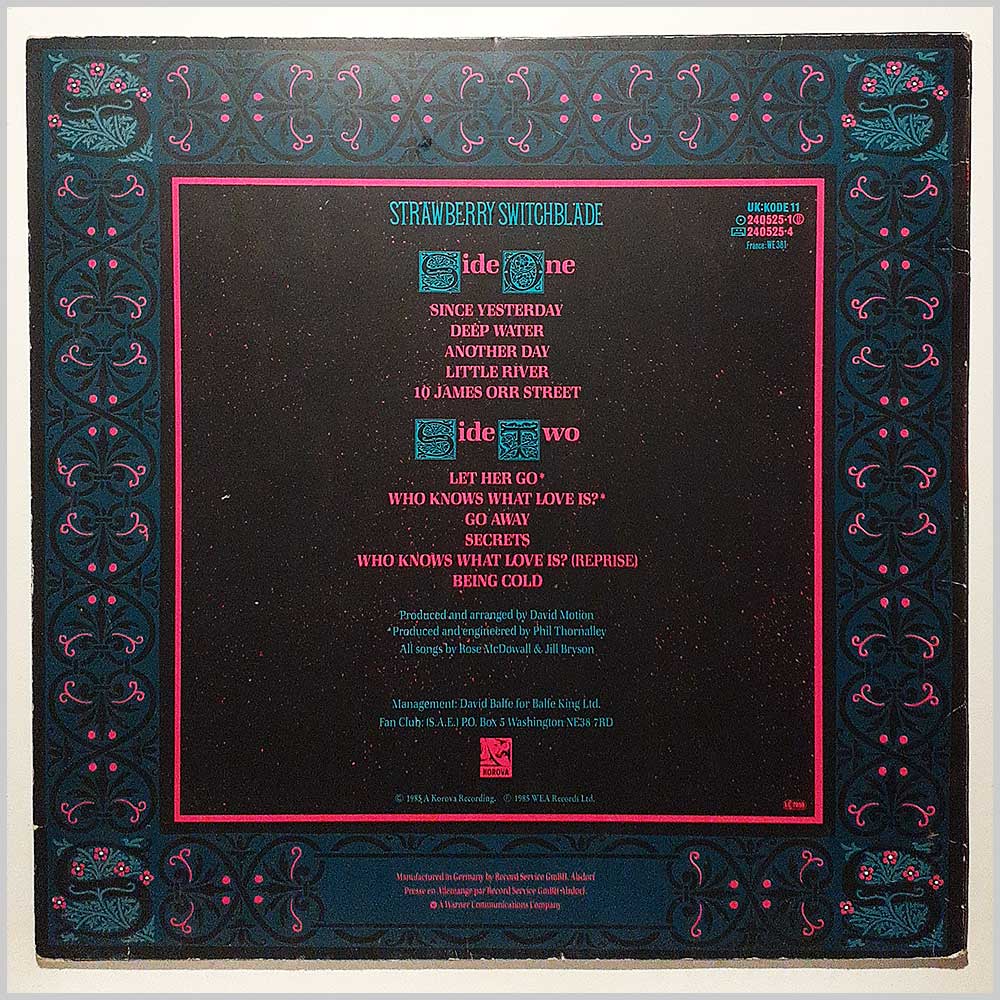 STRAWBERRY SWITCHBLADE
UK:KODE 11
240525-1
240525-4
France: WE 381
Side One
SINCE YESTERDAY
DEEP WATER
ANOTHER DAY
LITTLE RIVER
10 JAMES ORR STREET
Side Two
LET HER GO*
WHO KNOWS WHAT LOVE IS?*
GO AWAY
SECRETS
WHO KNOWS WHAT LOVE IS? (REPRISE)
BEING COLD
Produced and arranged by David Motion
*Produced and engineered by Phil Thornalley
All songs by Rose McDowall & Jill Bryson
Management: David Balfe for Balfe King Ltd.
Fan Club: (S.A.E.) P.O. Box 5 Washington NE38 7RD
KOROVA
© 1985 A Korova Recording. ℗ 1985 WEA Records Ltd.
Manufactured in Germany by Record Service GmbH, Alsdorf
Presse en Allemange par Record Service GmbH·Alsdorf.
A Warner Communications Company